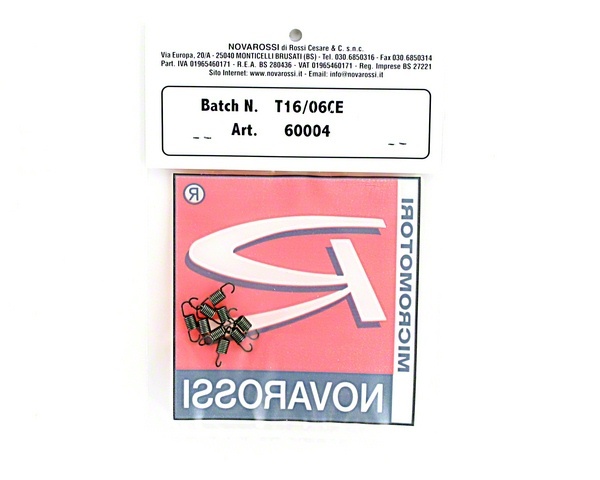 NOVAROSSI di Rossi Cesare & C. s.n.c.
Via Europa, 20/A - 25040 MONTICELLI BRUSATI (BS) - Tel. 030.6850316 - Fax 030.6850314
Part. IVA 01965460171 - R.E.A. BS 280436 - VAT 01965460171 - Reg. Imprese BS 27221
Sito Internet: www.novarossi.it - Email: info@novarossi.it
Batch N. T16/06CE
Art. 60004
®
MICROMOTORI
NOVAROSSI